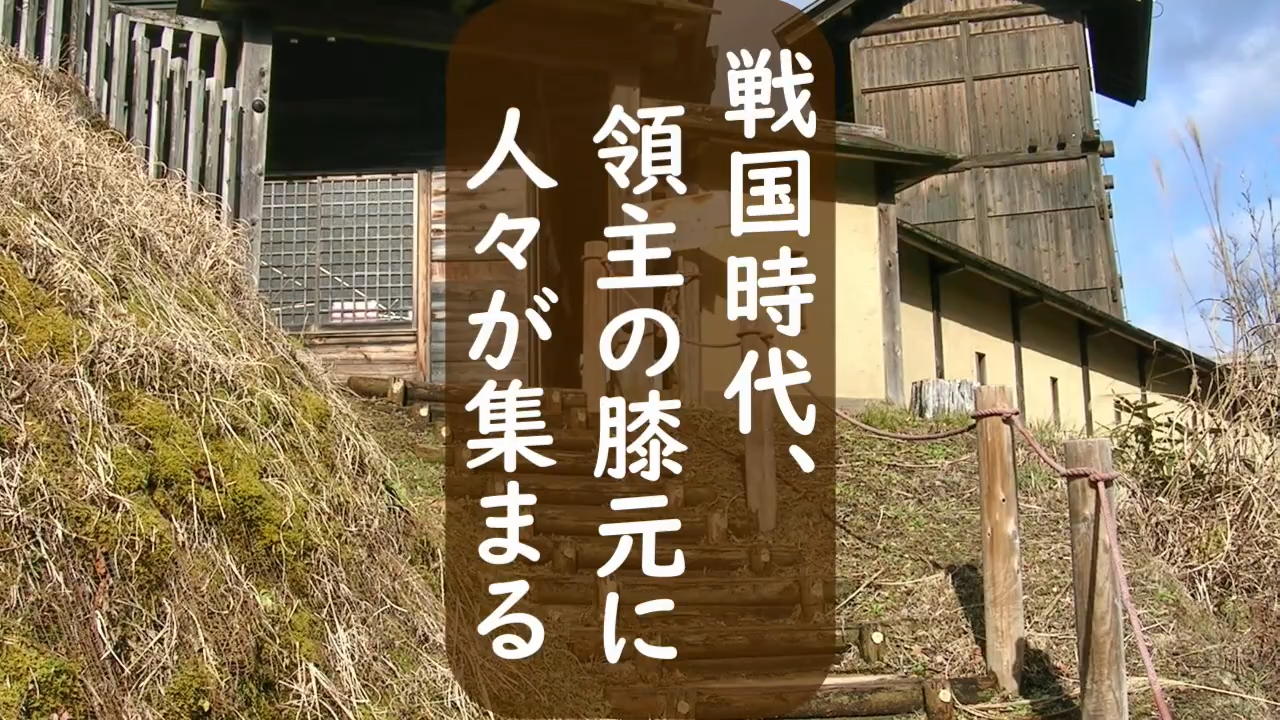 戦国時代、
領主の膝元に
人々が集まる